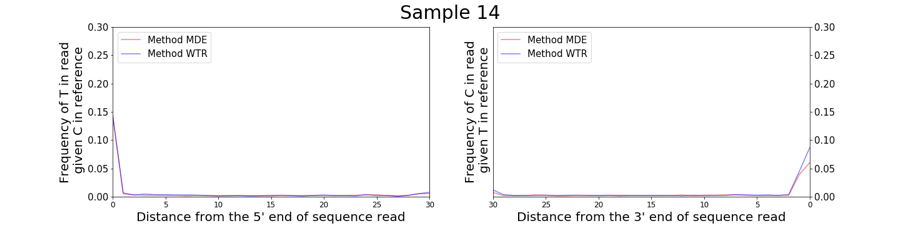 Sample 14
Frequency of T in read
given C in reference
0.30
0.25
0.20
0.15
0.10
0.05
0.00
Method MDE
Method WTR
0
5
10
15
20
25
30
Distance from the 5' end of sequence read
Frequency of C in read
given T in reference
Method MDE
Method WTR
30
25
20
15
10
5
0
Distance from the 3' end of sequence read
0.30
0.25
0.20
0.15
0.10
0.05
0.00